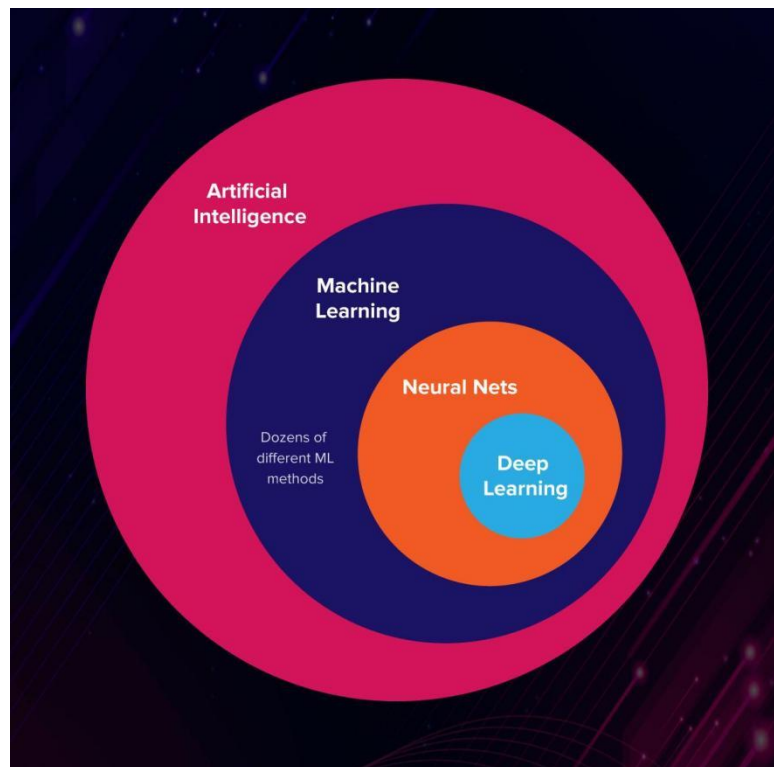 Artificial
Intelligence
Machine
Learning
Neural Nets
Dozens of
different ML
methods
Deep
Learning